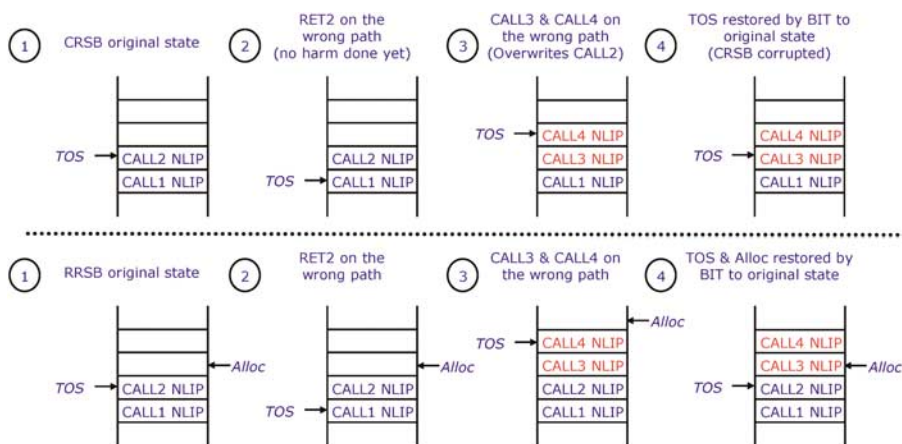 1
CRSB original state
TOS
CALL2 NLIP
CALL1 NLIP
2
RET2 on the
wrong path
(no harm done yet)
CALL2 NLIP
TOS
CALL1 NLIP
3
CALL3 & CALL4 on
the wrong path
(Overwrites CALL2)
TOS
CALL4 NLIP
CALL3 NLIP
CALL1 NLIP
4
TOS restored by BIT to
original state
(CRSB corrupted)
CALL4 NLIP
TOS
CALL3 NLIP
CALL1 NLIP
1
RRSB original state
Alloc
TOS
CALL2 NLIP
CALL1 NLIP
2
RET2 on the
wrong path
Alloc
CALL2 NLIP
TOS
CALL1 NLIP
3
CALL3 & CALL4 on
the wrong path
Alloc
TOS
CALL4 NLIP
CALL3 NLIP
CALL2 NLIP
CALL1 NLIP
4
TOS & Alloc restored by
BIT to original state
CALL4 NLIP
CALL3 NLIP
Alloc
TOS
CALL2 NLIP
CALL1 NLIP